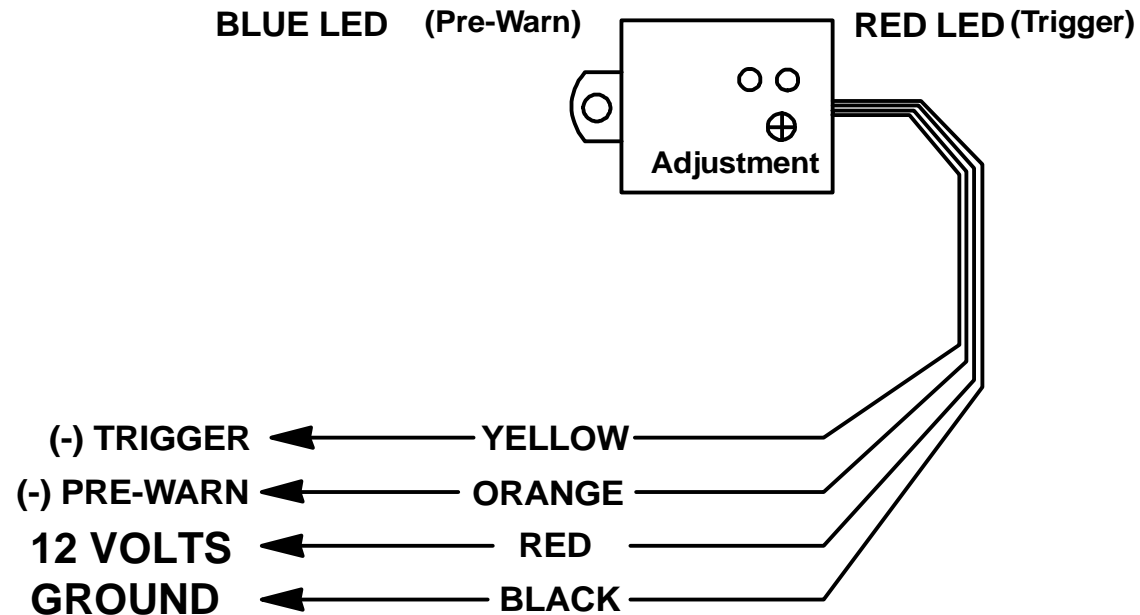 BLUE LED (Pre-Warn) RED LED (Trigger)
Adjustment
(-) TRIGGER YELLOW
(-) PRE-WARN ORANGE
12 VOLTS RED
GROUND BLACK